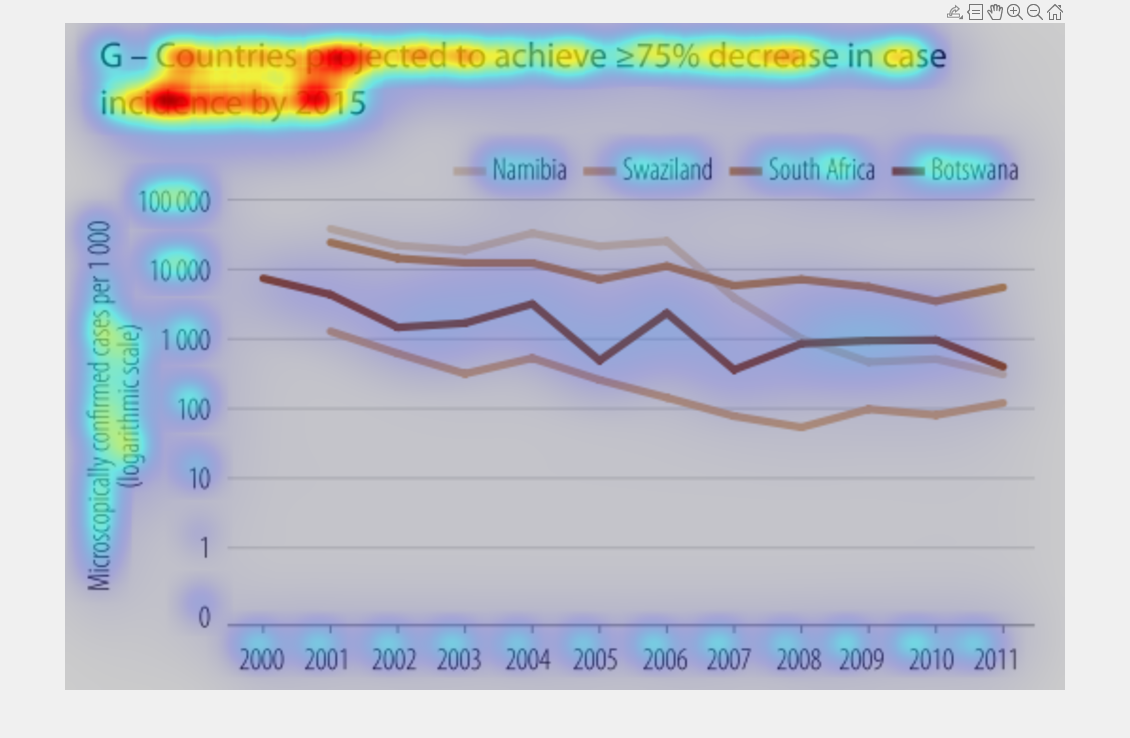 G – Countries projected to achieve ≥75% decrease in case
incidence by 2015
Namibia Swaziland South Africa Botswana
Microscopically confirmed cases per 1 000
(logarithmic scale)
100 000
10 000
1 000
100
10
1
0
2000 2001 2002 2003 2004 2005 2006 2007 2008 2009 2010 2011